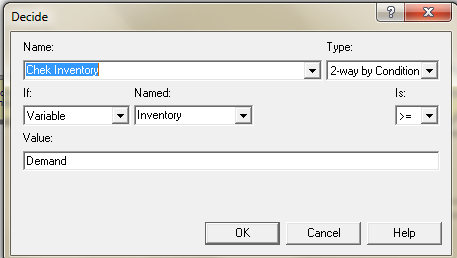 Decide
Name: Type:
Chek Inventory 2-way by Condition
If: Named: Is:
Variable Inventory >=
Value:
Demand
OK Cancel Help